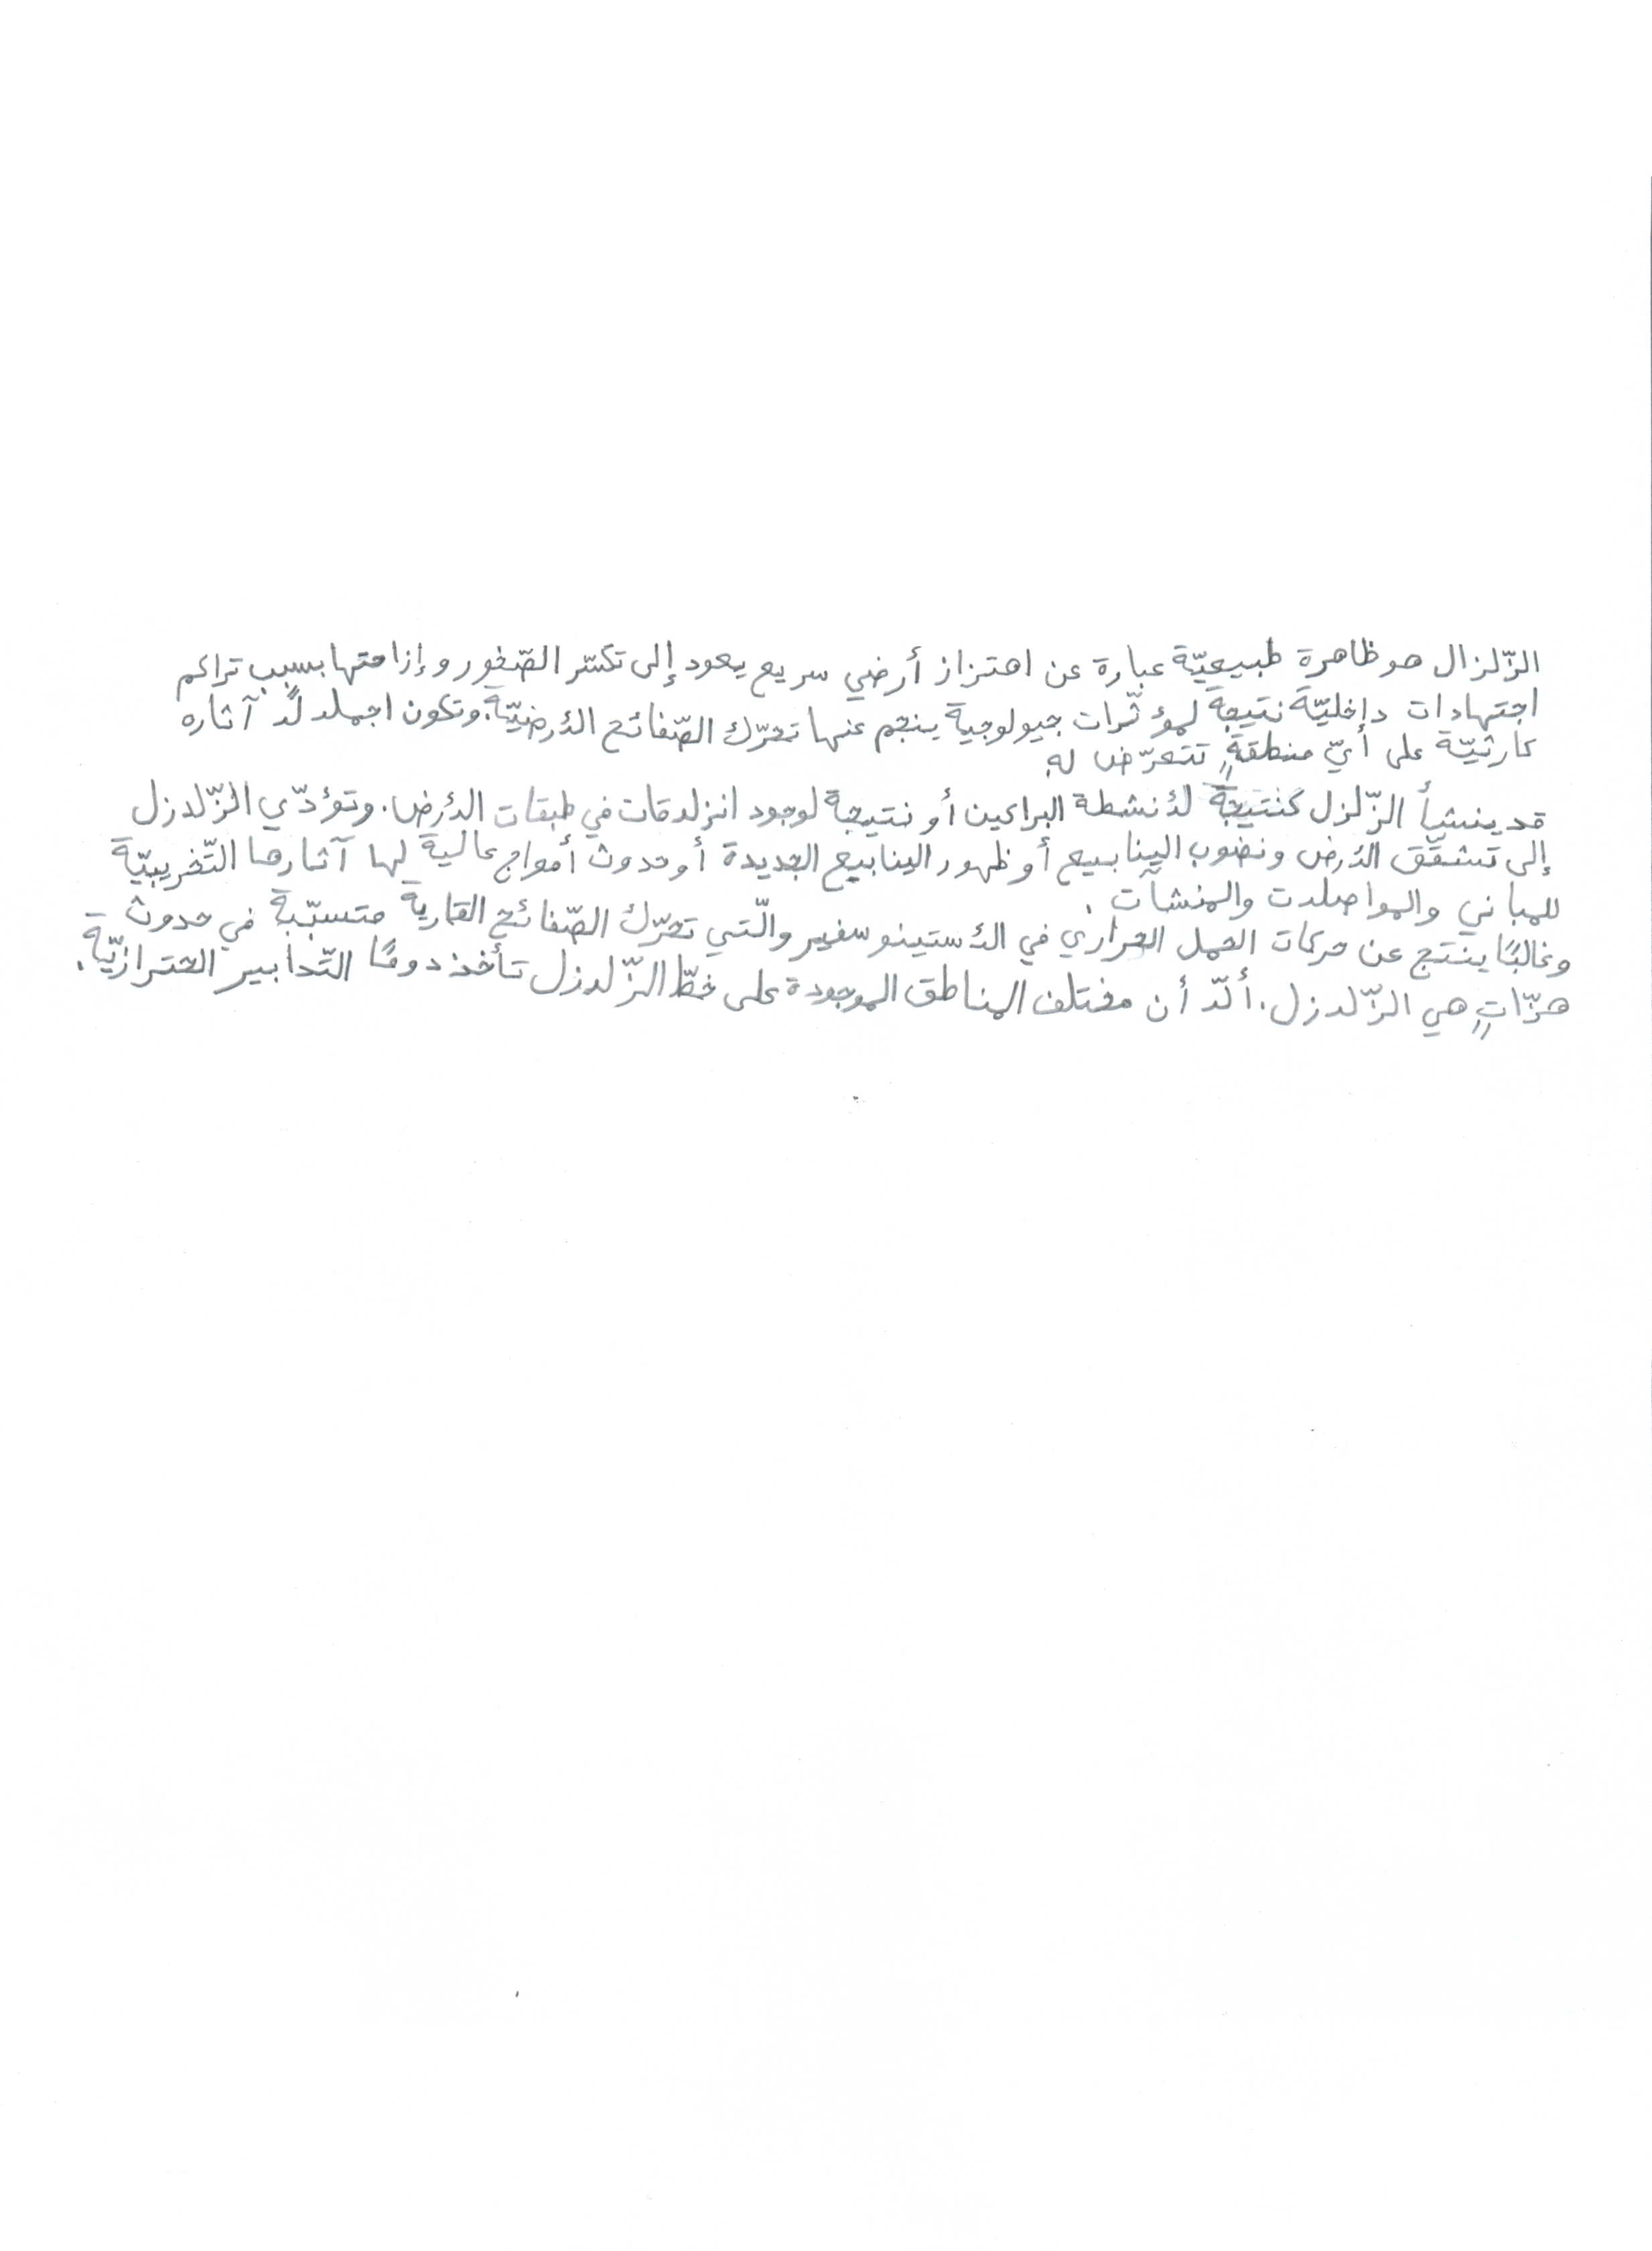 الزّلزال هو ظاهرة طبيعيّة عبارة عن اهتزاز أرضي سريع يعود إلى تكسّر الصّخور وإزاحتها بسبب تراكم
اجتهادات داخليّة نتيجة لمؤثّرات جيولوجية ينجم عنها تحرّك الصّفائح الأرضيّة. وتكون اجملالًا آثاره
كارثيّة على أيّ منطقةٍ تتعرّض له.
قد ينشأ الزّلزل كنتيجةً لأنشطة البراكين أو نتيجة لوجود انزلاقات في طبقات الأرض. وتؤدّي الزّلازل
إلى تشقّق الأرض ونضوب الينابيع أو ظهور الينابيع الجديدة أو حدوث أمواج عالية لها آثارها التّخريبيّة
للمباني والمواصلات والمنشآت.
وغالبًا ينتج عن حركات الحمل الحراري في الأستينوسفير والّتي تحرّك الصّفائح القارية متسبّبة في حدوث
هزّاتٍ هي الزّلازل. ألّا أن مختلف المناطق الموجودة على خطّ الزّلازل تأخذ دومًا التّدابير الحترازيّة.